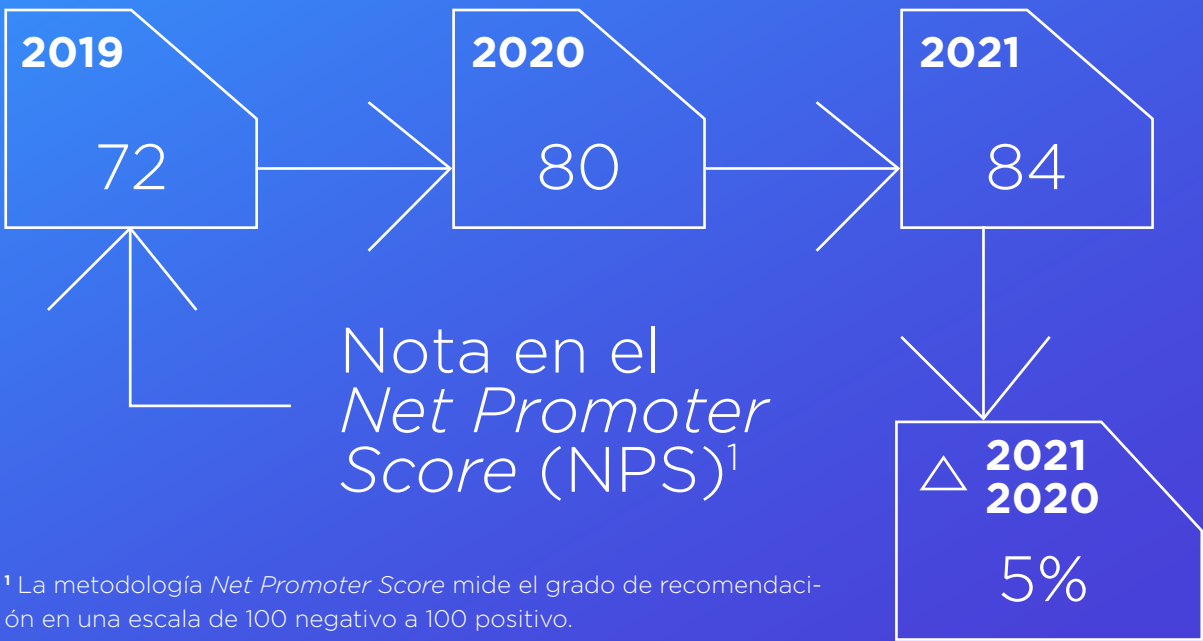 2019
72
2020
80
2021
84
Nota en el
Net Promoter
Score (NPS)¹
2021
2020
5%
¹ La metodología Net Promoter Score mide el grado de recomendaci-
ón en una escala de 100 negativo a 100 positivo.